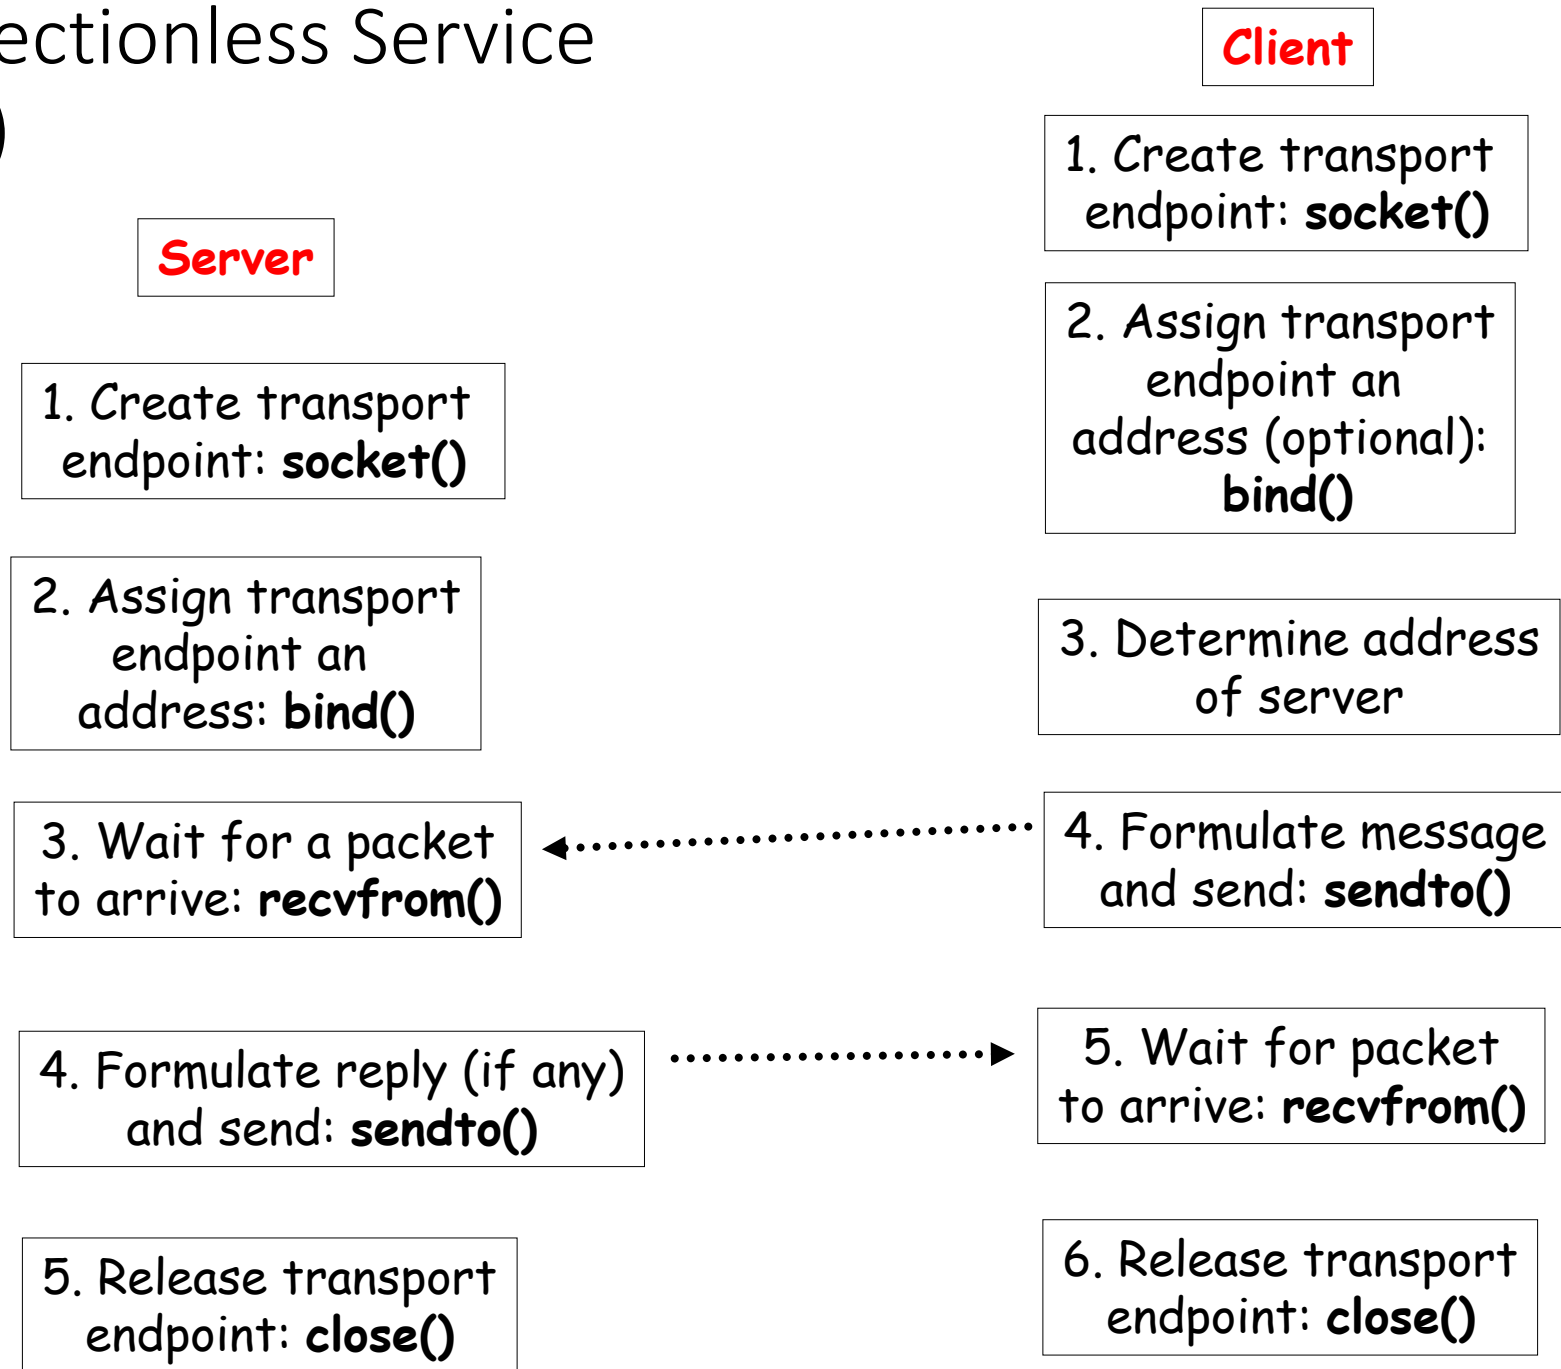 ectionless Service
)
Server
1. Create transport
endpoint: socket()
2. Assign transport
endpoint an
address: bind()
3. Wait for a packet
to arrive: recvfrom()
4. Formulate reply (if any)
and send: sendto()
5. Release transport
endpoint: close()
Client
1. Create transport
endpoint: socket()
2. Assign transport
endpoint an
address (optional):
bind()
3. Determine address
of server
4. Formulate message
and send: sendto()
5. Wait for packet
to arrive: recvfrom()
6. Release transport
endpoint: close()